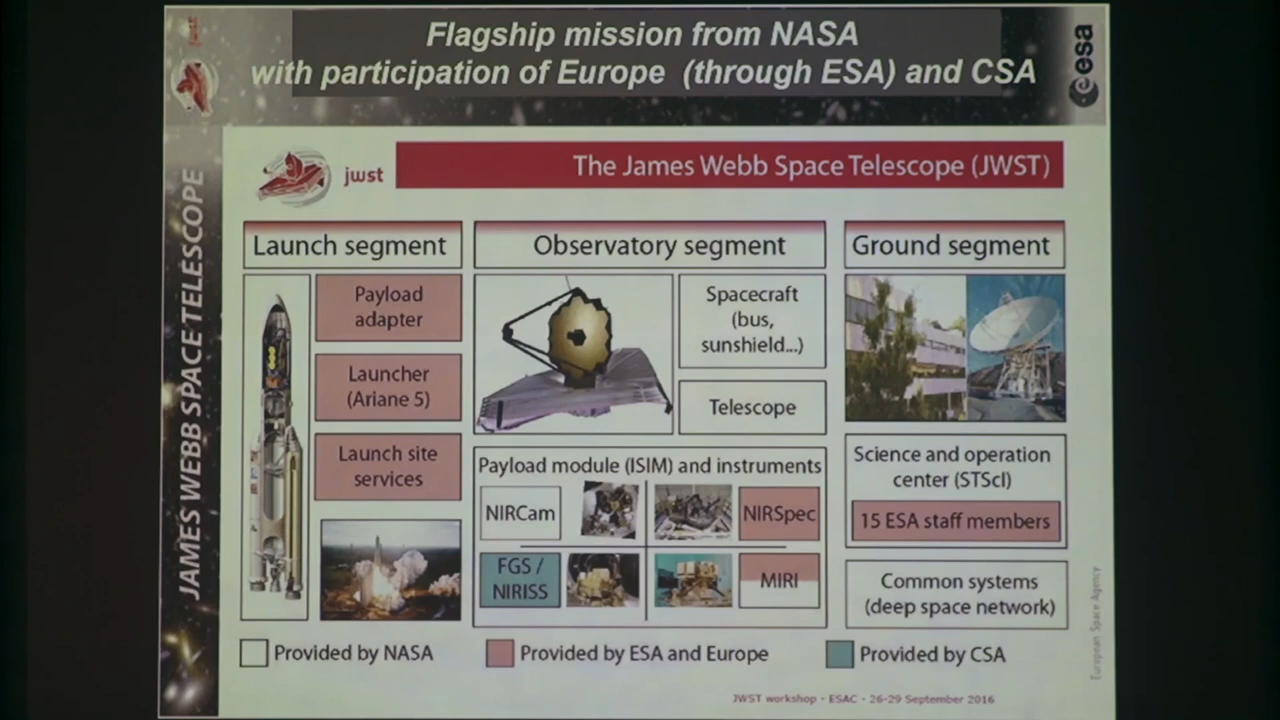 Flagship mission from NASA
with participation of Europe (through ESA) and CSA
esa
JAMES WEBB SPACE TELESCOPE
jwst
The James Webb Space Telescope (JWST)
Launch segment
Payload
adapter
Launcher
(Ariane 5)
Launch site
services
Observatory segment
Spacecraft
(bus,
sunshield...)
Telescope
Payload module (ISIM) and instruments
NIRCam
NIRSpec
FGS /
NIRISS
MIRI
Ground segment
Science and operation
center (STScI)
15 ESA staff members
Common systems
(deep space network)
Provided by NASA
Provided by ESA and Europe
Provided by CSA
JWST workshop - ESAC - 26-29 September 2016
European Space Agency